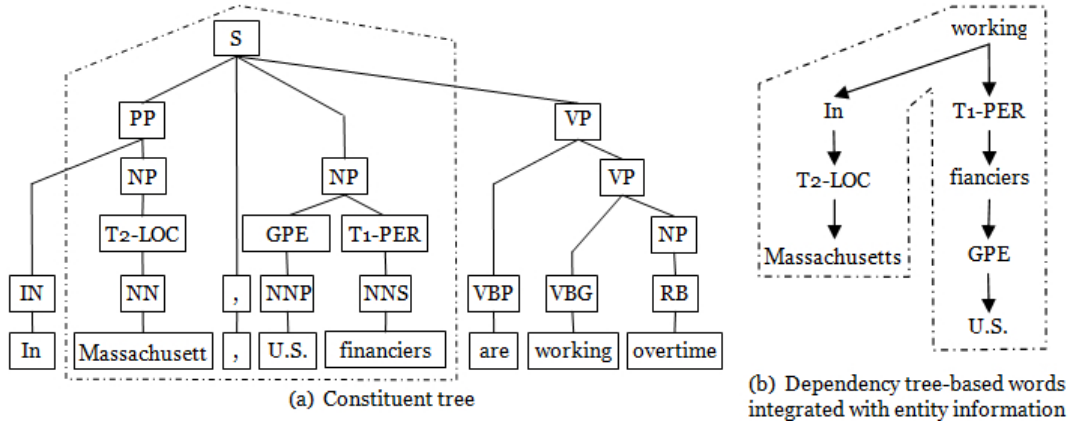 S
PP
VP
NP
NP
VP
T2-LOC
GPE
T1-PER
NP
IN
NN
,
NNP
NNS
VBP
VBG
RB
In
Massachusett
,
U.S.
financiers
are
working
overtime
(a) Constituent tree
working
In
T1-PER
T2-LOC
fianciers
Massachusetts
GPE
U.S.
(b) Dependency tree-based words
integrated with entity information